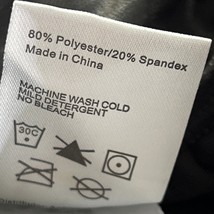 80% Polyester/20% Spandex
Made in China
MACHINE WASH COLD
MILD DETERGENT
NO BLEACH
30C